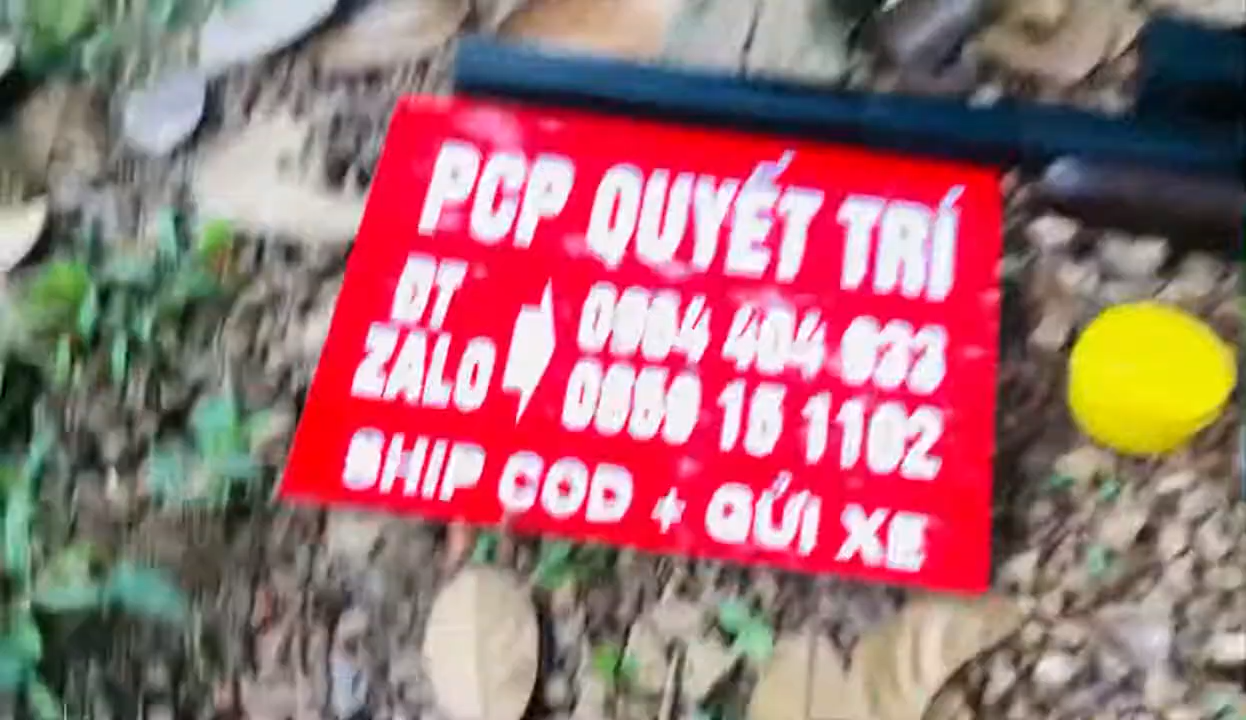 PCP QUYẾT TRÍ
ĐT
ZALO
404
15 1102
SHIP COD + GỬI XE